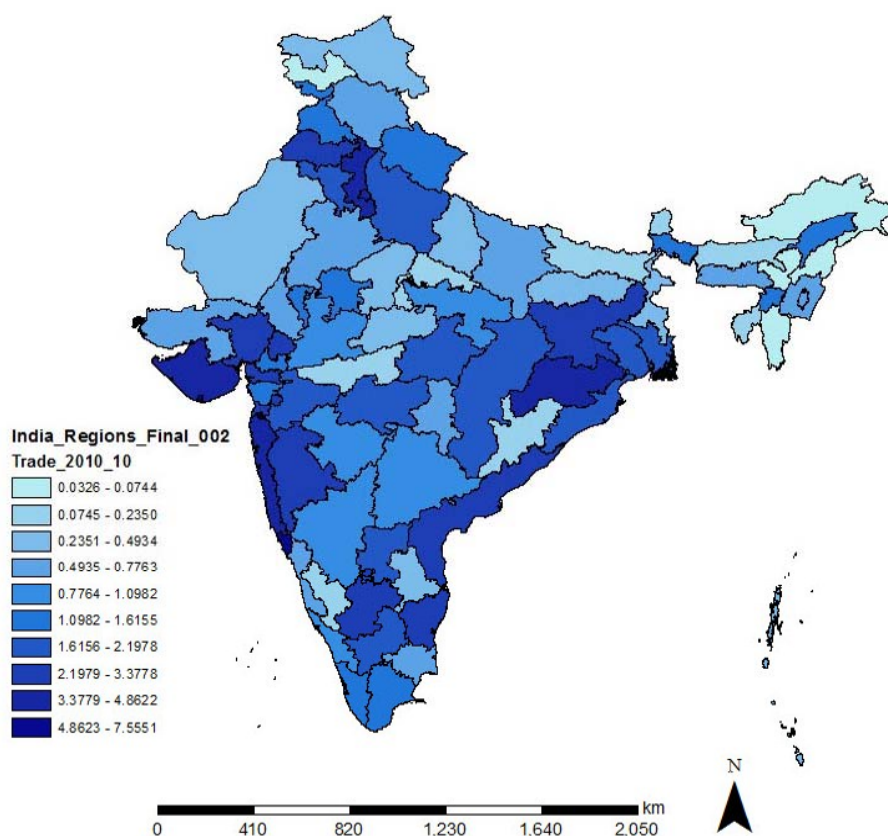 India_Regions_Final_002
Trade_2010_10
0.0326 - 0.0744
0.0745 - 0.2350
0.2351 - 0.4934
0.4935 - 0.7763
0.7764 - 1.0982
1.0982 - 1.6155
1.6156 - 2.1978
2.1979 - 3.3778
3.3779 - 4.8622
4.8623 - 7.5551
N
km
0 410 820 1.230 1.640 2.050